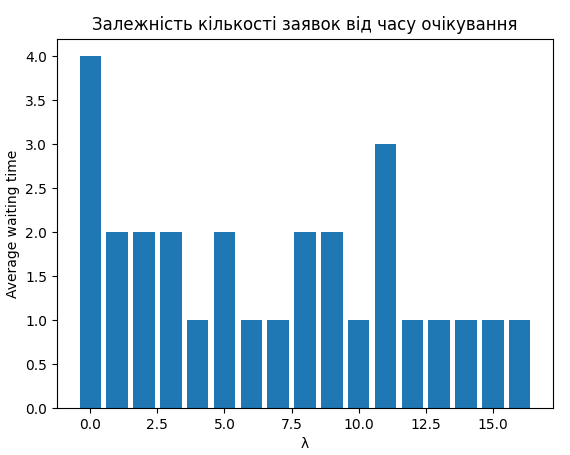 Залежність кількості заявок від часу очікування
Average waiting time
4.0
3.5
3.0
2.5
2.0
1.5
1.0
0.5
0.0
0.0 2.5 5.0 7.5 10.0 12.5 15.0
λ